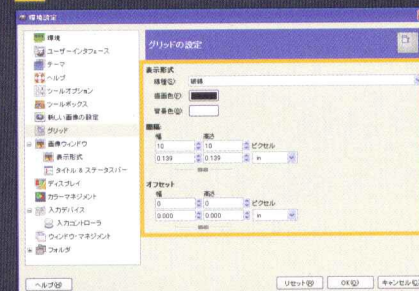 環境設定
環境
ユーザーインタフェース
テーマ
ヘルプ
ツールオプション
ツールボックス
新しい画像の設定
グリッド
画像ウィンドウ
表示形式
タイトル & ステータスバー
ディスプレイ
カラーマネジメント
入力デバイス
入力コントローラ
ウィンドウ・マネジメント
フォルダ
グリッドの設定
表示形式
線種(S): 破線
描画色(F):
背景色(B):
間隔
幅 高さ
10 10 ピクセル
0.139 0.139 in
オフセット
幅 高さ
0 0 ピクセル
0.000 0.000 in
ヘルプ(H) リセット(R) OK(O) キャンセル(C)